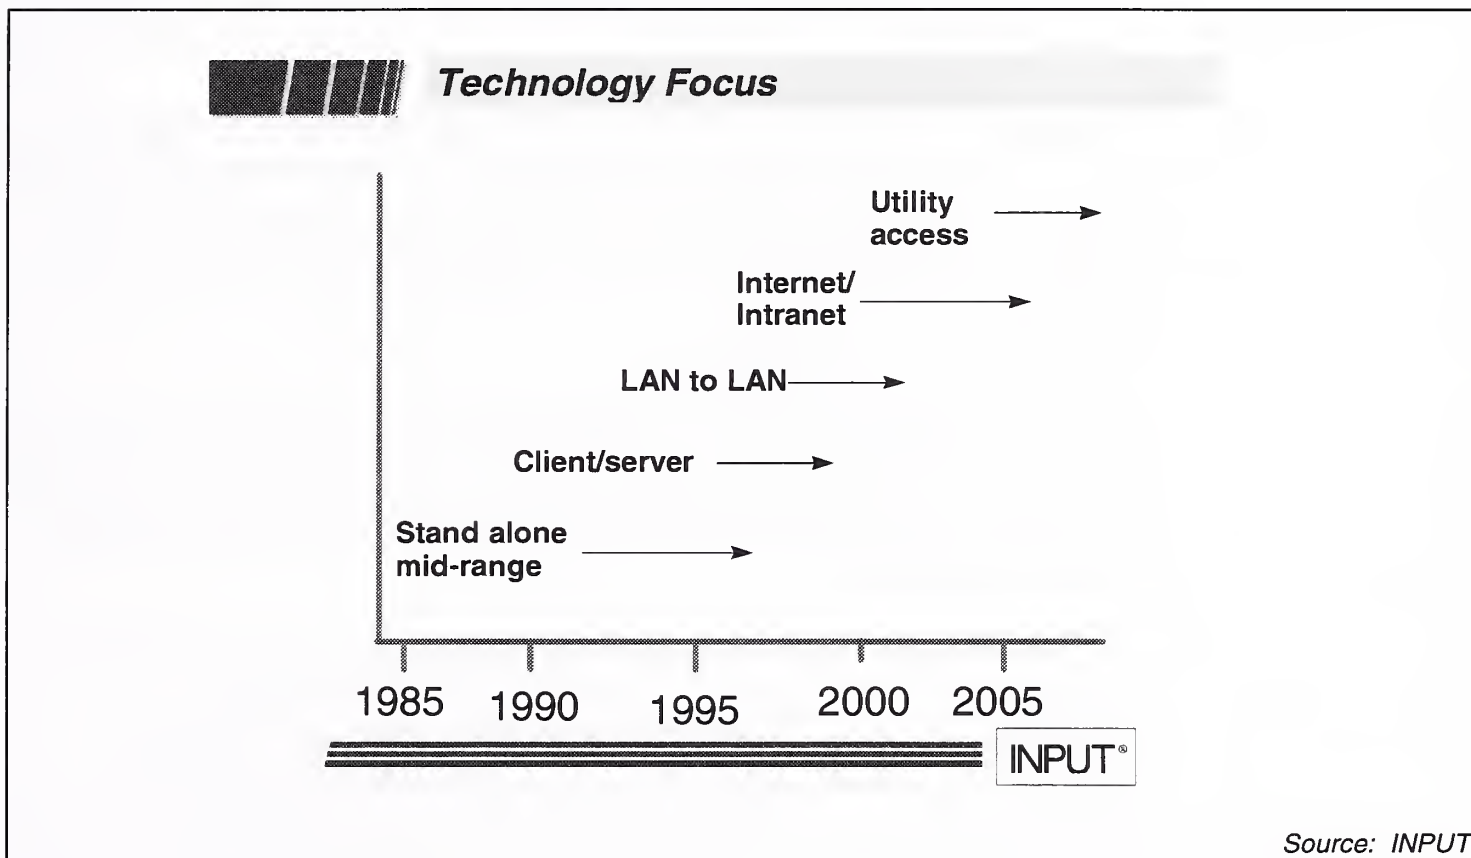 Technology Focus
Utility
access
Internet/
Intranet
LAN to LAN
Client/server
Stand alone
mid-range
1985 1990 1995 2000 2005
INPUT®
Source: INPUT